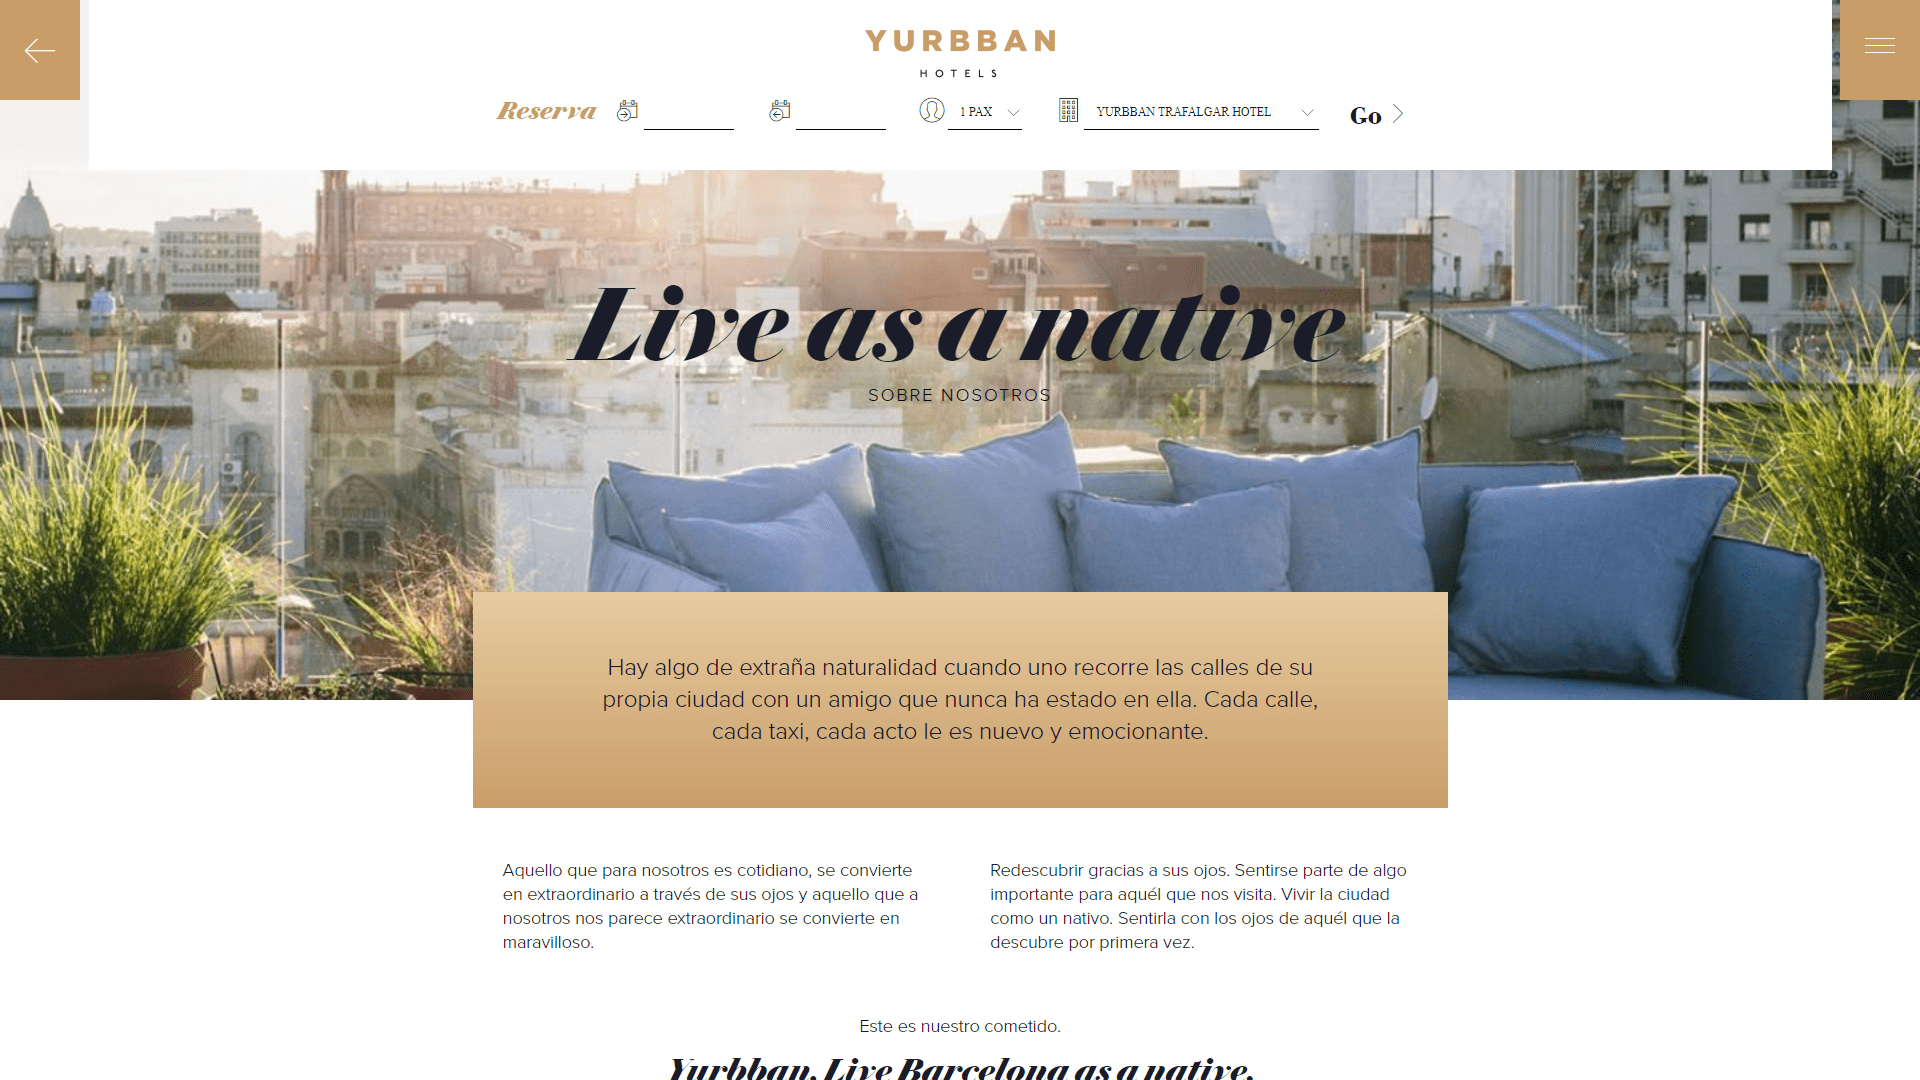 YURBBAN
HOTELS
Reserva 1 PAX YURBBAN TRAFALGAR HOTEL Go
Live as a native
SOBRE NOSOTROS
Hay algo de extraña naturalidad cuando uno recorre las calles de su
propia ciudad con un amigo que nunca ha estado en ella. Cada calle,
cada taxi, cada acto le es nuevo y emocionante.
Aquello que para nosotros es cotidiano, se convierte
en extraordinario a través de sus ojos y aquello que a
nosotros nos parece extraordinario se convierte en
maravilloso.
Redescubrir gracias a sus ojos. Sentirse parte de algo
importante para aquél que nos visita. Vivir la ciudad
como un nativo. Sentirla con los ojos de aquél que la
descubre por primera vez.
Este es nuestro cometido.
Yurbban. Live Barcelona as a native.